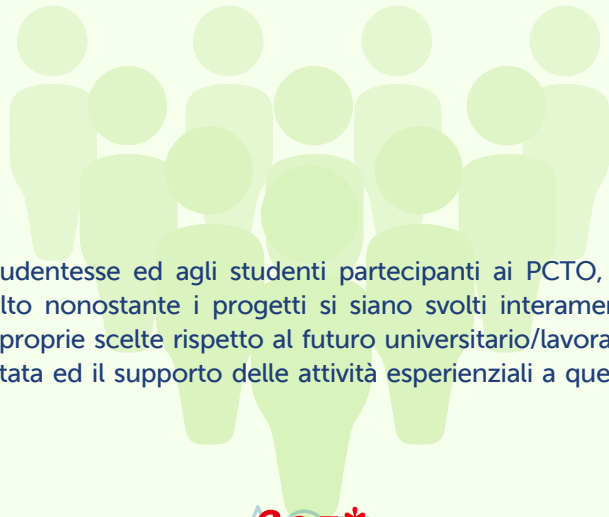 udentesse ed agli studenti partecipanti ai PCTO,
lto nonostante i progetti si siano svolti interamen
proprie scelte rispetto al futuro universitario/lavora
tata ed il supporto delle attività esperienziali a que